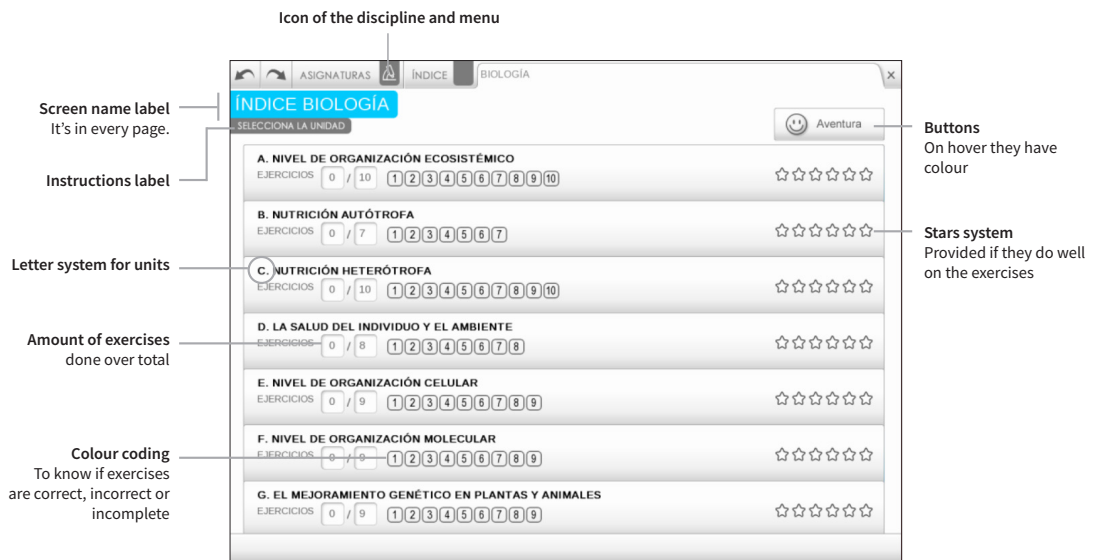 Icon of the discipline and menu
ASIGNATURAS ÍNDICE BIOLOGÍA x
Screen name label
It's in every page.
ÍNDICE BIOLOGÍA
SELECCIONA LA UNIDAD
Aventura
Buttons
On hover they have
colour
Instructions label
A. NIVEL DE ORGANIZACIÓN ECOSISTÉMICO
EJERCICIOS 0 / 10 1 2 3 4 5 6 7 8 9 10
B. NUTRICIÓN AUTÓTROFA
EJERCICIOS 0 / 7 1 2 3 4 5 6 7
Stars system
Provided if they do well
on the exercises
Letter system for units
C. NUTRICIÓN HETERÓTROFA
EJERCICIOS 0 / 10 1 2 3 4 5 6 7 8 9 10
Amount of exercises
done over total
D. LA SALUD DEL INDIVIDUO Y EL AMBIENTE
EJERCICIOS 0 / 8 1 2 3 4 5 6 7 8
E. NIVEL DE ORGANIZACIÓN CELULAR
EJERCICIOS 0 / 9 1 2 3 4 5 6 7 8 9
Colour coding
To know if exercises
are correct, incorrect or
incomplete
F. NIVEL DE ORGANIZACIÓN MOLECULAR
EJERCICIOS 0 / 9 1 2 3 4 5 6 7 8 9
G. EL MEJORAMIENTO GENÉTICO EN PLANTAS Y ANIMALES
EJERCICIOS 0 / 9 1 2 3 4 5 6 7 8 9